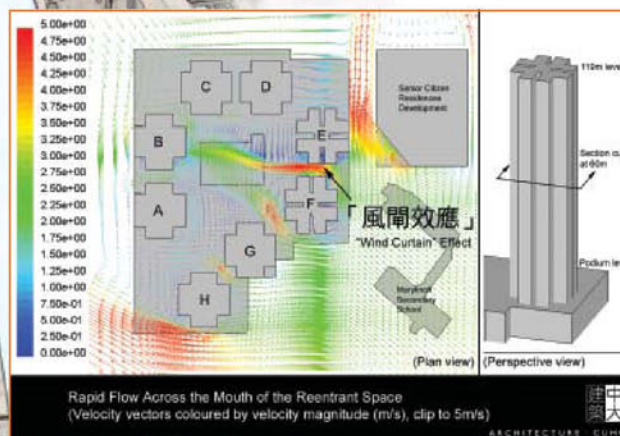 5.00e+00
4.75e+00
4.50e+00
4.25e+00
4.00e+00
3.75e+00
3.50e+00
3.25e+00
3.00e+00
2.75e+00
2.50e+00
2.25e+00
2.00e+00
1.75e+00
1.50e+00
1.25e+00
1.00e+00
7.50e-01
5.00e-01
2.50e-01
0.00e+00
C
D
B
E
A
F
G
H
Senior Citizen
Residences
Development
「風閘效應」
"Wind Curtain" Effect
Maryknoll
Secondary
School
(Plan view)
110m level
Section cu
at 60m
Podium le
(Perspective view)
Rapid Flow Across the Mouth of the Reentrant Space
(Velocity vectors coloured by velocity magnitude (m/s), clip to 5m/s)
建中
築大
ARCHITECTURE CUHK